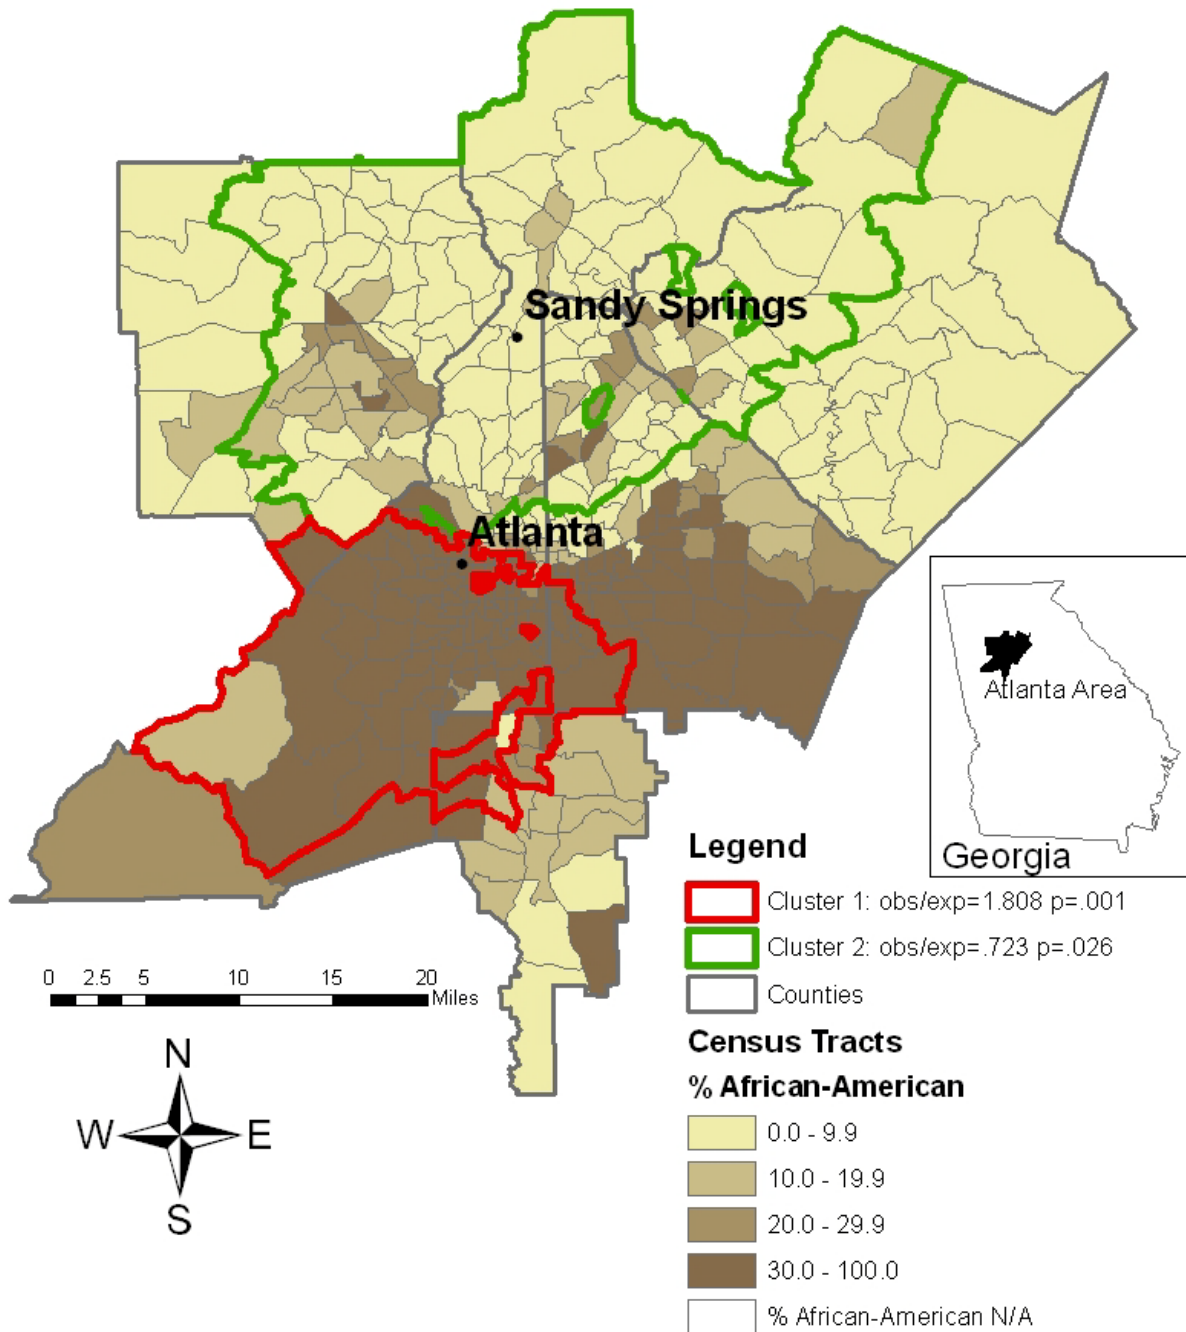 Sandy Springs
Atlanta
Atlanta Area
Georgia
Legend
Cluster 1: obs/exp=1.808 p=.001
Cluster 2: obs/exp=.723 p=.026
Counties
Census Tracts
% African-American
0.0 - 9.9
10.0 - 19.9
20.0 - 29.9
30.0 - 100.0
% African-American N/A
0 2.5 5 10 15 20
Miles
N
W E
S